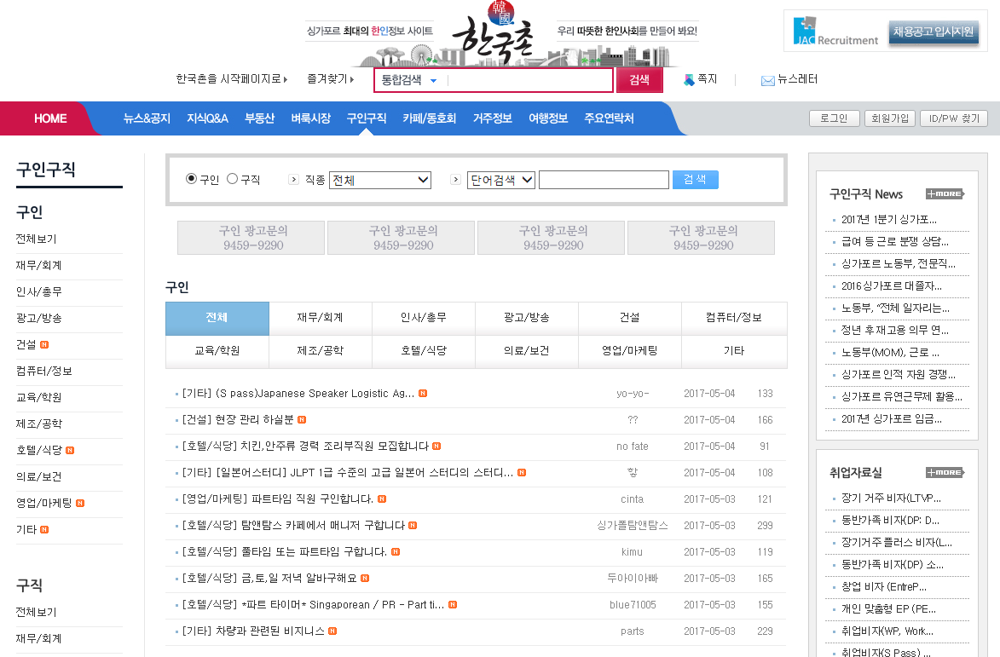 싱가포르 최대의 한인정보 사이트
韓國
한국촌
우리 따뜻한 한인사회를 만들어 봐요!
JAC Recruitment
채용공고 입사지원
한국촌을 시작페이지로
즐겨찾기
통합검색
검색
쪽지
뉴스레터
HOME
뉴스&공지 지식Q&A 부동산 벼룩시장 구인구직 카페/동호회 거주정보 여행정보 주요연락처
로그인 회원가입 ID/PW 찾기
구인구직
구인
전체보기
재무/회계
인사/총무
광고/방송
건설 N
컴퓨터/정보
교육/학원
제조/공학
호텔/식당 N
의료/보건
영업/마케팅 N
기타 N
구직
전체보기
재무/회계
구인 구직 직종 전체 단어검색 검색
구인 광고문의 구인 광고문의 구인 광고문의 구인 광고문의
9459-9290 9459-9290 9459-9290 9459-9290
구인
전체 재무/회계 인사/총무 광고/방송 건설 컴퓨터/정보
교육/학원 제조/공학 호텔/식당 의료/보건 영업/마케팅 기타
[기타] (S pass)Japanese Speaker Logistic Ag... N yo-yo- 2017-05-04 133
[건설] 현장 관리 하실분 N ?? 2017-05-04 166
[호텔/식당] 치킨,안주류 경력 조리부직원 모집합니다 N no fate 2017-05-04 91
[기타] [일본어스터디] JLPT 1급 수준의 고급 일본어 스터디의 스터디... N 핳 2017-05-04 108
[영업/마케팅] 파트타임 직원 구인합니다. N cinta 2017-05-03 121
[호텔/식당] 탐앤탐스 카페에서 매니저 구합니다 N 싱가폴탐앤탐스 2017-05-03 299
[호텔/식당] 풀타임 또는 파트타임 구합니다. N kimu 2017-05-03 119
[호텔/식당] 금,토,일 저녁 알바구해요 N 두아이아빠 2017-05-03 165
[호텔/식당] *파트 타이머* Singaporean / PR - Part ti... N blue71005 2017-05-03 155
[기타] 차량과 관련된 비지니스 N parts 2017-05-03 229
구인구직 News +MORE
2017년 1분기 싱가포...
급여 등 근로 분쟁 상담...
싱가포르 노동부, 전문직...
2016 싱가포르 대졸자...
노동부, “전체 일자리는...
정년 후 재고용 의무 연...
노동부(MOM), 근로 ...
싱가포르 인적 자원 경쟁...
싱가포르 유연근무제 활용...
2017년 싱가포르 임금...
취업자료실 +MORE
장기 거주 비자(LTVP...
동반가족 비자(DP: D...
장기거주 플러스 비자(L...
동반가족 비자(DP) 소...
창업 비자 (EntreP...
개인 맞춤형 EP (PE...
취업비자(WP, Work...
취업비자(S Pass) ...